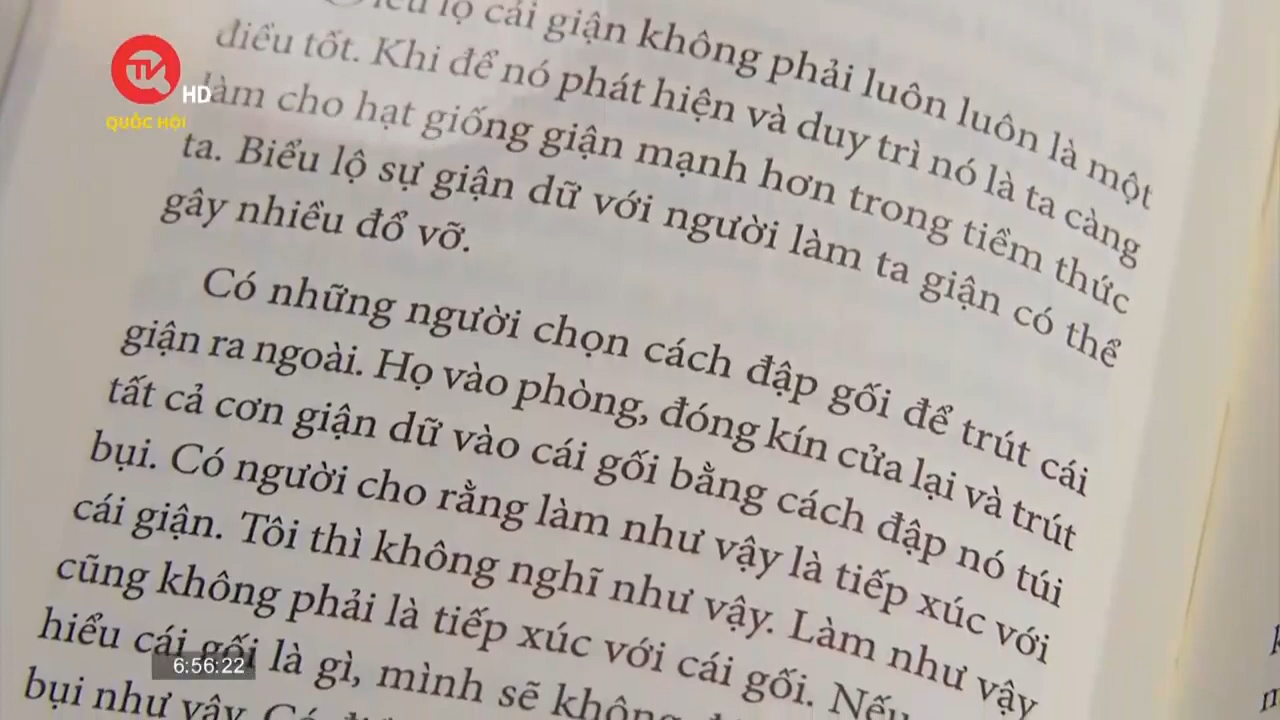 TV
HD
QUỐC HỘI
lộ cái giận không phải luôn luôn là một
điều tốt. Khi để nó phát hiện và duy trì nó là ta càng
làm cho hạt giống giận mạnh hơn trong tiềm thức
ta. Biểu lộ sự giận dữ với người làm ta giận có thể
gây nhiều đổ vỡ.
Có những người chọn cách đập gối để trút cái
giận ra ngoài. Họ vào phòng, đóng kín cửa lại và trút
tất cả cơn giận dữ vào cái gối bằng cách đập nó túi
bụi. Có người cho rằng làm như vậy là tiếp xúc với
cái giận. Tôi thì không nghĩ như vậy. Làm như vậy
cũng không phải là tiếp xúc với cái gối. Nếu
hiểu cái gối là gì, mình sẽ không
bụi như vậy. Có
6:56:22